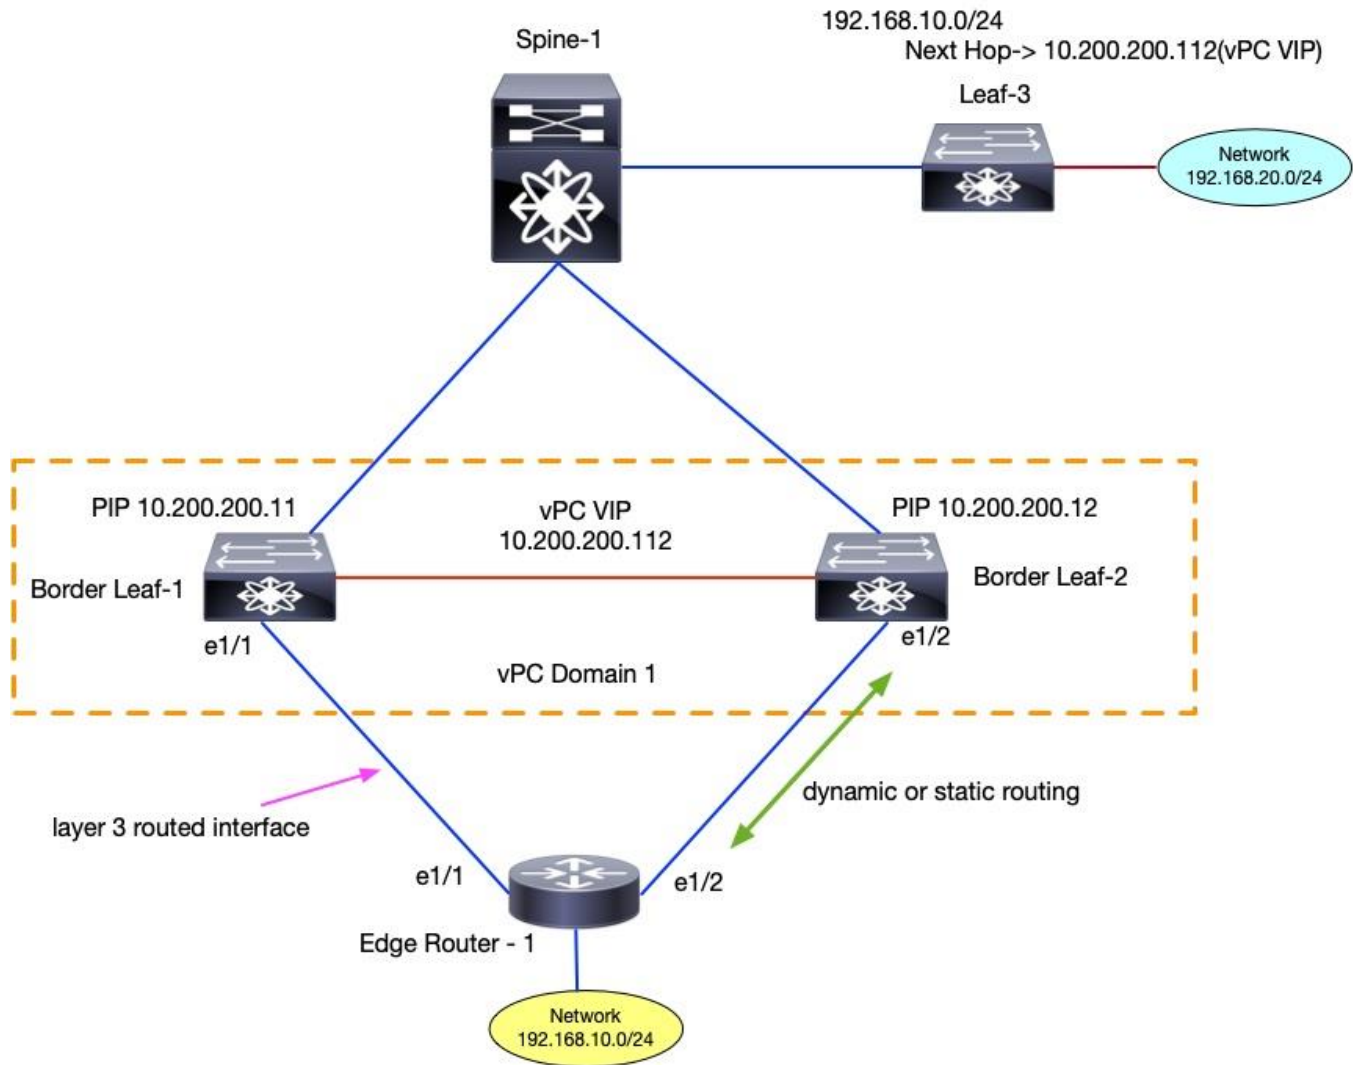 192.168.10.0/24
Next Hop-> 10.200.200.112(vPC VIP)
Spine-1
Leaf-3
Network
192.168.20.0/24
PIP 10.200.200.11
vPC VIP
10.200.200.112
PIP 10.200.200.12
Border Leaf-1
Border Leaf-2
e1/1
e1/2
vPC Domain 1
layer 3 routed interface
dynamic or static routing
e1/1
e1/2
Edge Router - 1
Network
192.168.10.0/24